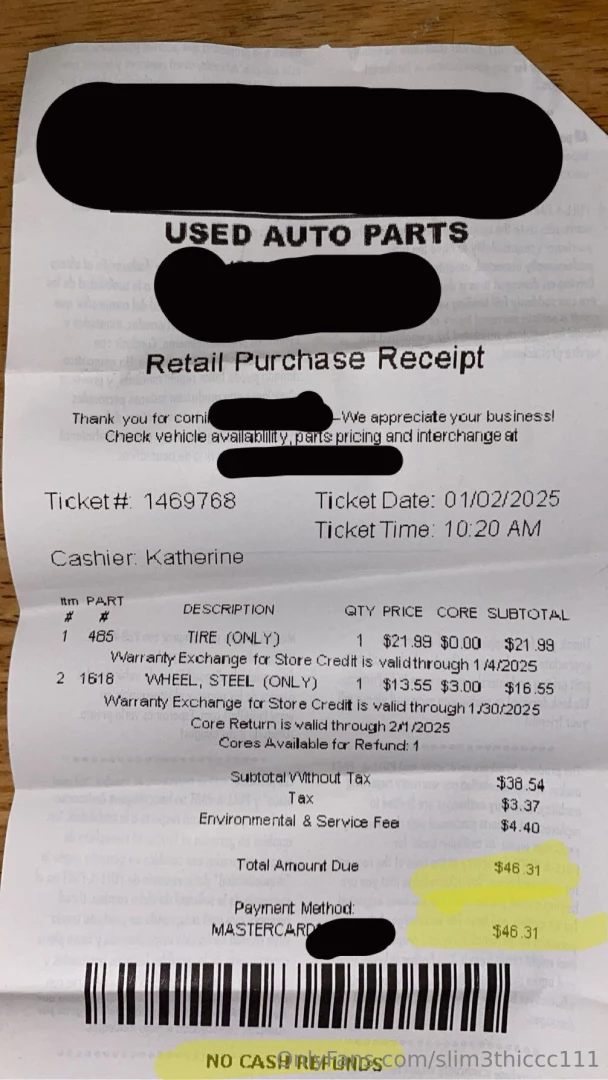 USED AUTO PARTS
Retail Purchase Receipt
Thank you for comi We appreciate your business!
Check vehicle availablility, parts pricing and interchange at
Ticket#: 1469768 Ticket Date: 01/02/2025
Ticket Time: 10:20 AM
Cashier: Katherine
Itm PART
# # DESCRIPTION QTY PRICE CORE SUBTOTAL
1 465 TIRE (ONLY) 1 $21.99 $0.00 $21.99
Warranty Exchange for Store Credit is valid through 1/4/2025
2 1618 WHEEL, STEEL (ONLY) 1 $13.55 $3.00 $16.55
Warranty Exchange for Store Credit is valid through 1/30/2025
Core Return is valid through 2/1/2025
Cores Available for Refund: 1
Subtotal Without Tax $38.54
Tax $3.37
Environmental & Service Fee $4.40
Total Amount Due $46.31
Payment Method:
MASTERCARD $46.31
NO CASH REFUNDS
OnlyFans.com/slim3thiccc111